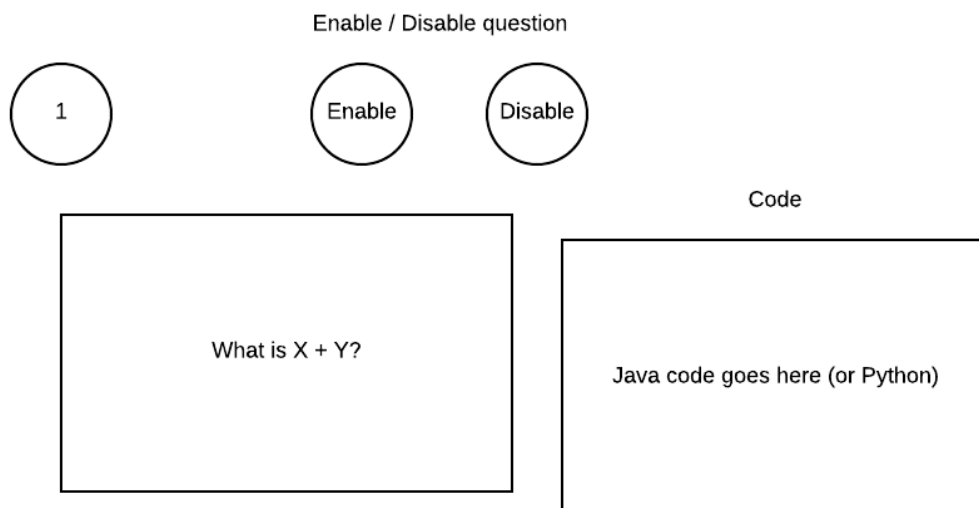 Enable / Disable question
1
Enable
Disable
Code
What is X + Y?
Java code goes here (or Python)